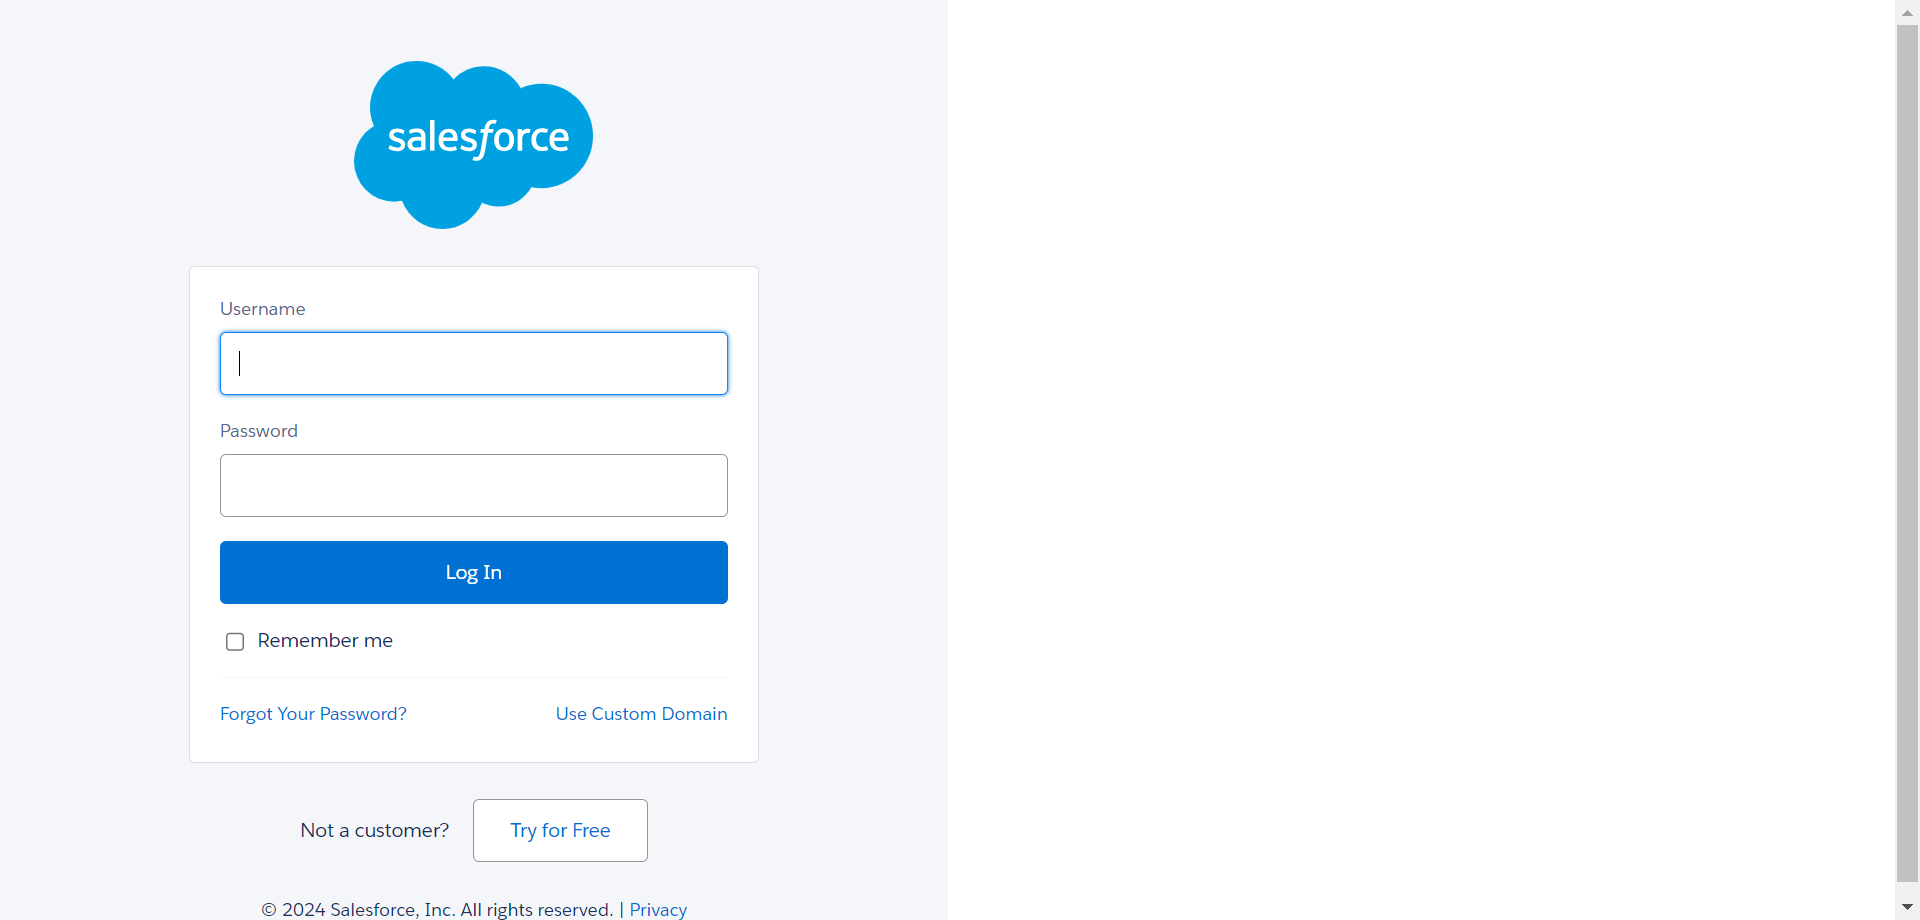 salesforce
Username
Password
Log In
Remember me
Forgot Your Password? Use Custom Domain
Not a customer? Try for Free
© 2024 Salesforce, Inc. All rights reserved. | Privacy